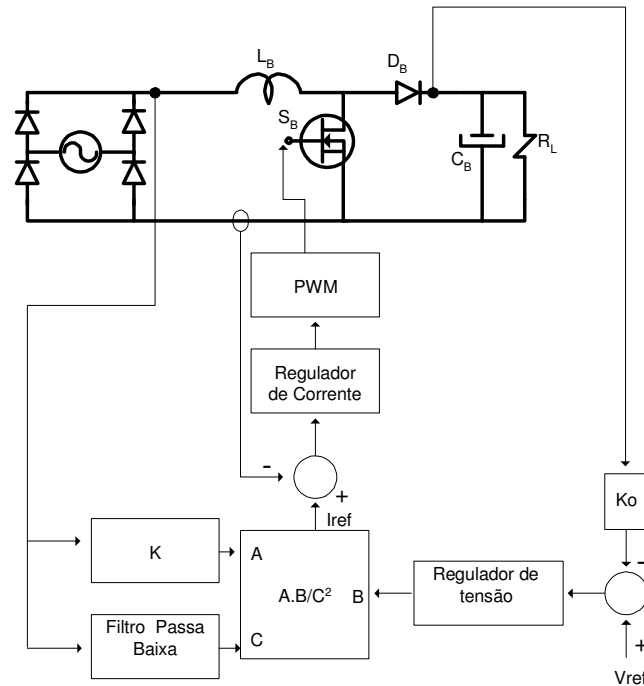 L_B
D_B
S_B
C_B
R_L
PWM
Regulador
de Corrente
-
+
Iref
Ko
K
A
A.B/C²
B
Regulador de
tensão
-
Filtro Passa
Baixa
C
+
Vref